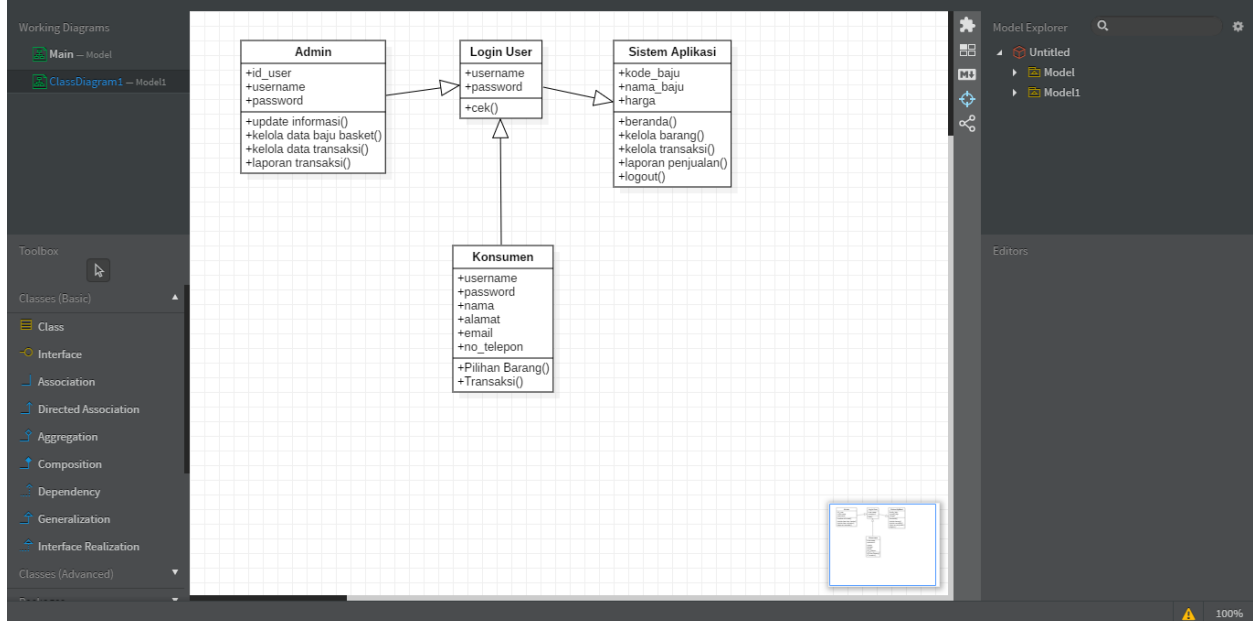 Working Diagrams
Main — Model
ClassDiagram1 — Model1
Toolbox
Classes (Basic)
Class
Interface
Association
Directed Association
Aggregation
Composition
Dependency
Generalization
Interface Realization
Classes (Advanced)
Admin
+id_user
+username
+password
+update informasi()
+kelola data baju basket()
+kelola data transaksi()
+laporan transaksi()
Login User
+username
+password
+cek()
Sistem Aplikasi
+kode_baju
+nama_baju
+harga
+beranda()
+kelola barang()
+kelola transaksi()
+laporan penjualan()
+logout()
Konsumen
+username
+password
+nama
+alamat
+email
+no_telepon
+Pilihan Barang()
+Transaksi()
Model Explorer
Untitled
Model
Model1
Editors
100%